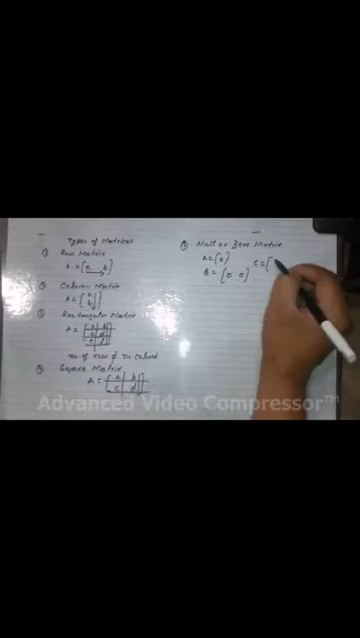 Types of Matrices
① Row Matrix
A = [a b]
② Column Matrix
A = [a
b]
③ Rectangular Matrix
A = [a b
c d
e f]
no. of row ≠ no. column
④ Square Matrix
A = [a b
c d]
⑤ Null or Zero Matrix
A = [0]
B = [0 0]
C = [
Advanced Video Compressor™